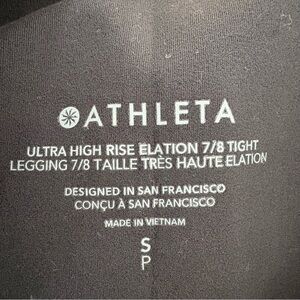 ATHLETA
ULTRA HIGH RISE ELATION 7/8 TIGHT
LEGGING 7/8 TAILLE TRÈS HAUTE ELATION
DESIGNED IN SAN FRANCISCO
CONÇU À SAN FRANCISCO
MADE IN VIETNAM
S
P